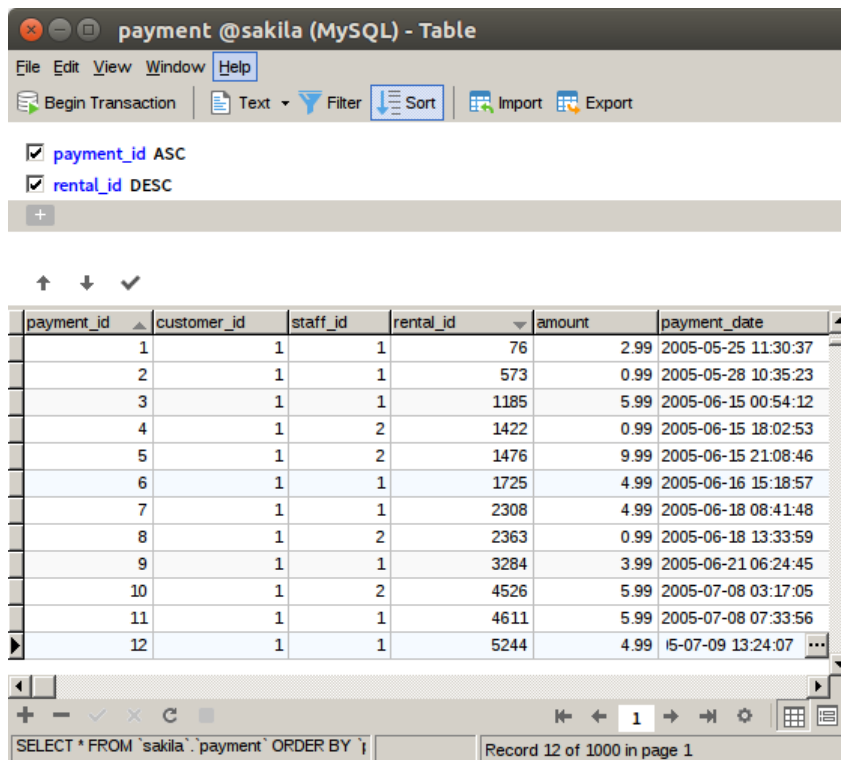 payment @sakila (MySQL) - Table
File Edit View Window Help
Begin Transaction Text Filter Sort Import Export
payment_id ASC
rental_id DESC
payment_id customer_id staff_id rental_id amount payment_date
1 1 1 76 2.99 2005-05-25 11:30:37
2 1 1 573 0.99 2005-05-28 10:35:23
3 1 1 1185 5.99 2005-06-15 00:54:12
4 1 2 1422 0.99 2005-06-15 18:02:53
5 1 2 1476 9.99 2005-06-15 21:08:46
6 1 1 1725 4.99 2005-06-16 15:18:57
7 1 1 2308 4.99 2005-06-18 08:41:48
8 1 2 2363 0.99 2005-06-18 13:33:59
9 1 1 3284 3.99 2005-06-21 06:24:45
10 1 2 4526 5.99 2005-07-08 03:17:05
11 1 1 4611 5.99 2005-07-08 07:33:56
12 1 1 5244 4.99 5-07-09 13:24:07 ...
1
SELECT * FROM `sakila`.`payment` ORDER BY ` Record 12 of 1000 in page 1